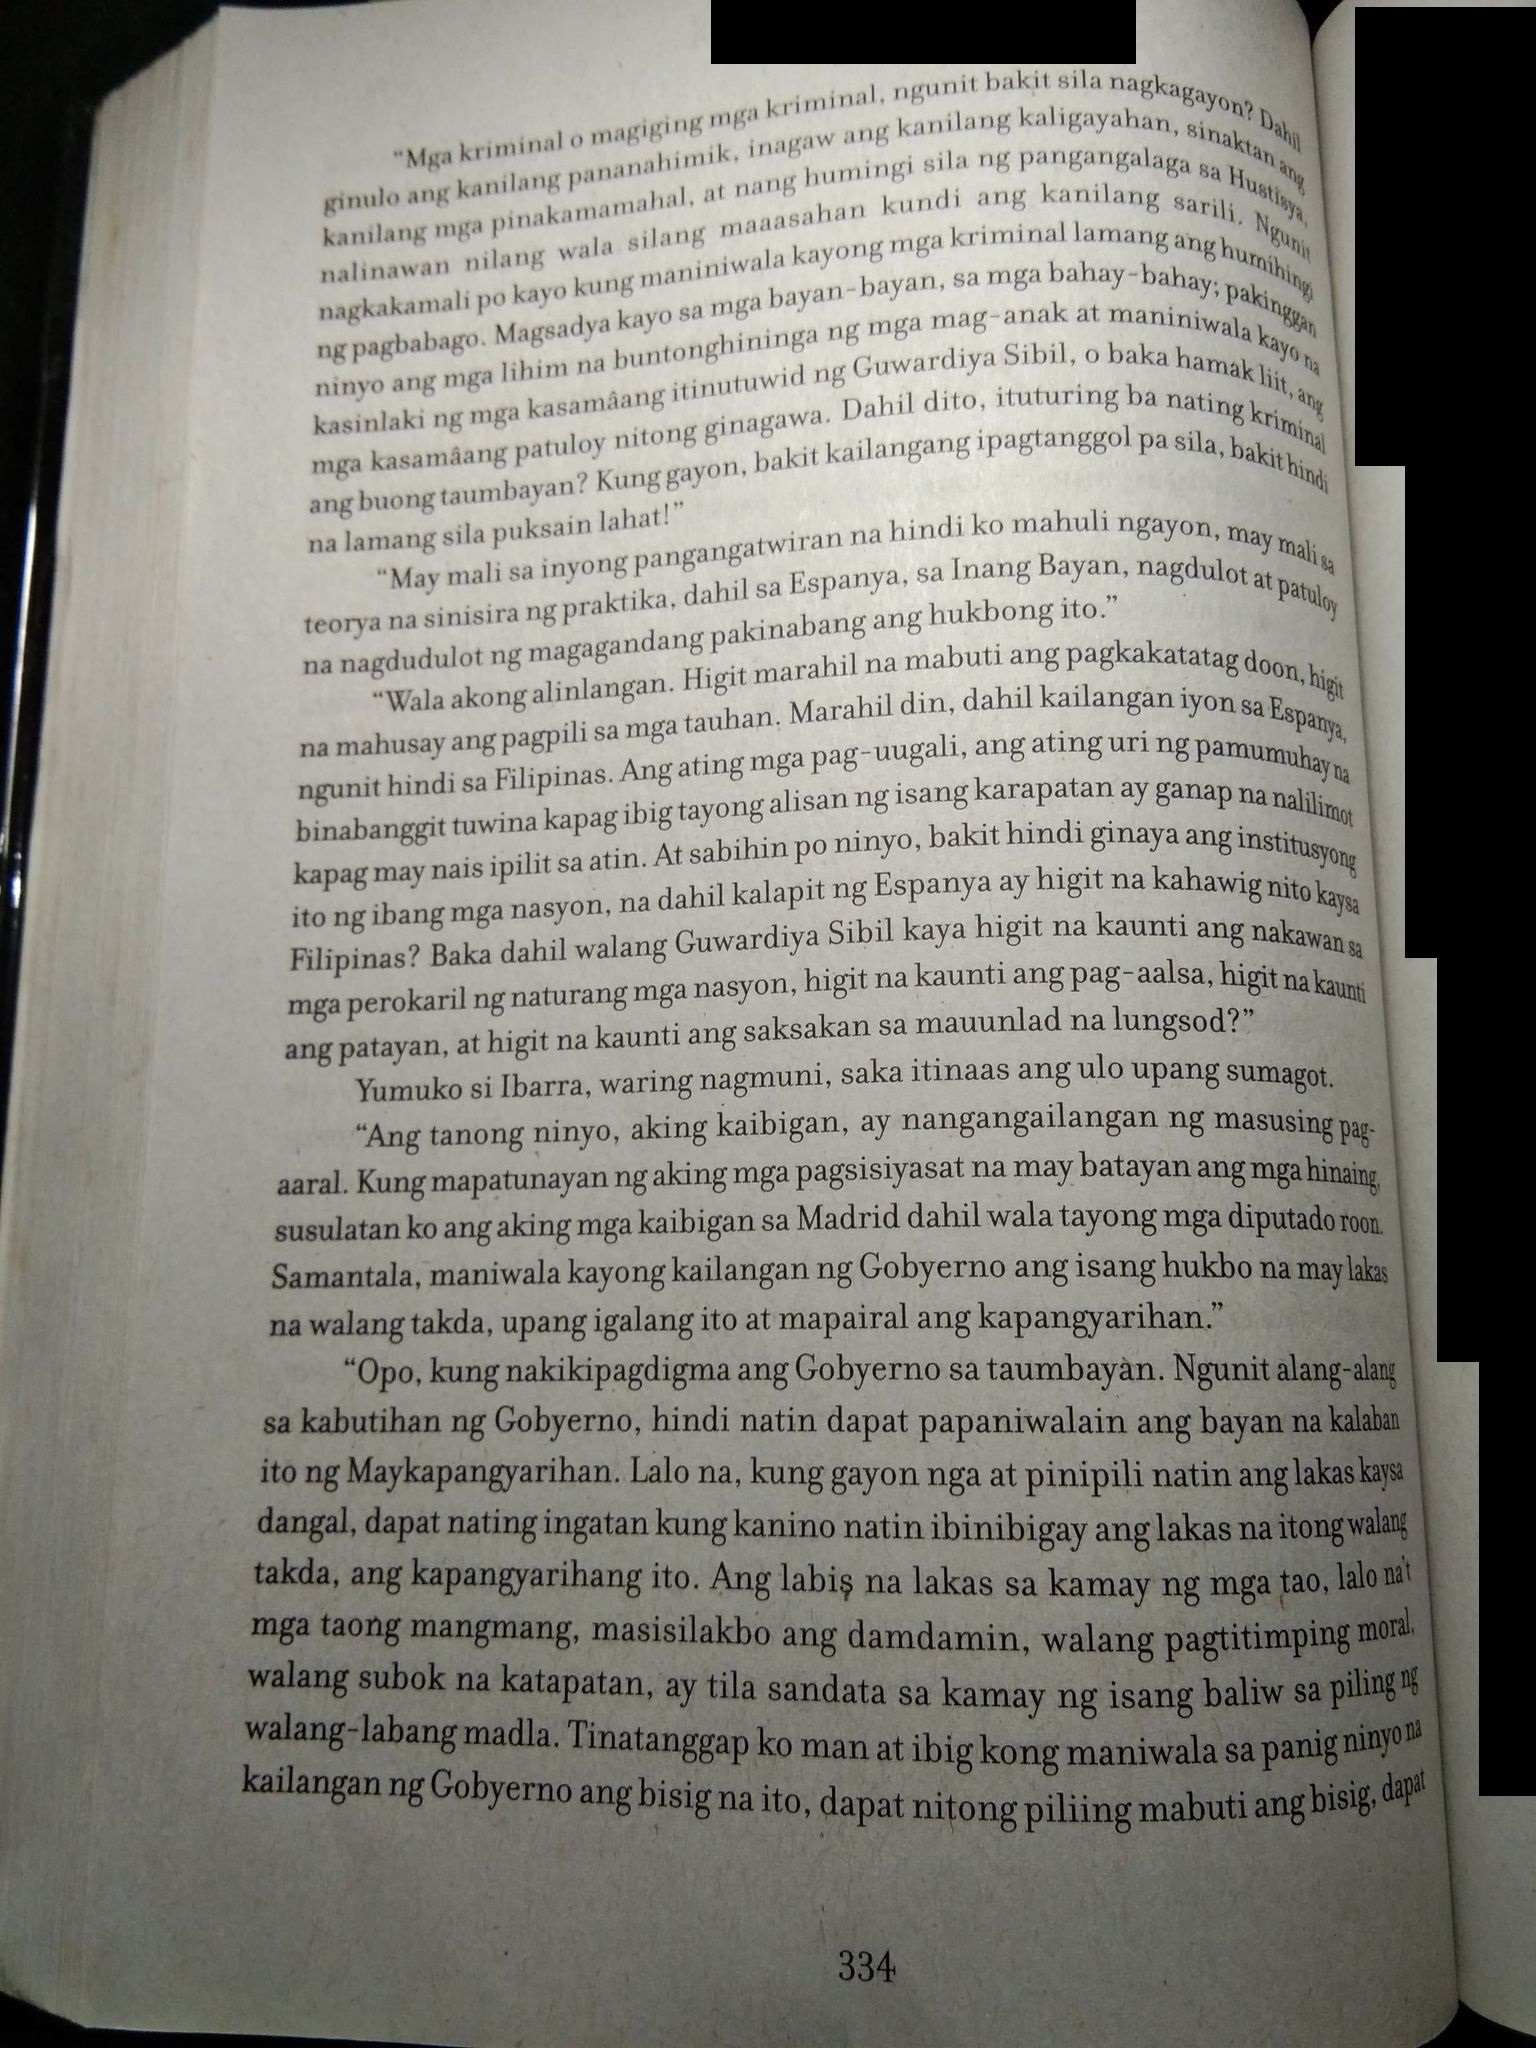 “Mga kriminal o magiging mga kriminal, ngunit bakit sila nagkagayon? Dahil
ginulo ang kanilang pananahimik, inagaw ang kanilang kaligayahan, sinaktan ang
kanilang mga pinakamamahal, at nang humingi sila ng pangangalaga sa Hustisya,
nalinawan nilang wala silang maaasahan kundi ang kanilang sarili. Ngunit
nagkakamali po kayo kung maniniwala kayong mga kriminal lamang ang humihingi
ng pagbabago. Magsadya kayo sa mga bayan-bayan, sa mga bahay-bahay; pakinggan
ninyo ang mga lihim na buntonghininga ng mga mag-anak at maniniwala kayo na
kasinlaki ng mga kasamâang itinutuwid ng Guwardiya Sibil, o baka hamak liit, ang
mga kasamâang patuloy nitong ginagawa. Dahil dito, ituturing ba nating kriminal
ang buong taumbayan? Kung gayon, bakit kailangang ipagtanggol pa sila, bakit hindi
na lamang sila puksain lahat!”
“May mali sa inyong pangangatwiran na hindi ko mahuli ngayon, may mali sa
teorya na sinisira ng praktika, dahil sa Espanya, sa Inang Bayan, nagdulot at patuloy
na nagdudulot ng magagandang pakinabang ang hukbong ito.”
“Wala akong alinlangan. Higit marahil na mabuti ang pagkakatatag doon, higit
na mahusay ang pagpili sa mga tauhan. Marahil din, dahil kailangan iyon sa Espanya,
ngunit hindi sa Filipinas. Ang ating mga pag-uugali, ang ating uri ng pamumuhay na
binabanggit tuwina kapag ibig tayong alisan ng isang karapatan ay ganap na nalilimot
kapag may nais ipilit sa atin. At sabihin po ninyo, bakit hindi ginaya ang institusyong
ito ng ibang mga nasyon, na dahil kalapit ng Espanya ay higit na kahawig nito kaysa
Filipinas? Baka dahil walang Guwardiya Sibil kaya higit na kaunti ang nakawan sa
mga perokaril ng naturang mga nasyon, higit na kaunti ang pag-aalsa, higit na kaunti
ang patayan, at higit na kaunti ang saksakan sa mauunlad na lungsod?”
Yumuko si Ibarra, waring nagmuni, saka itinaas ang ulo upang sumagot.
“Ang tanong ninyo, aking kaibigan, ay nangangailangan ng masusing pag-
aaral. Kung mapatunayan ng aking mga pagsisiyasat na may batayan ang mga hinaing,
susulatan ko ang aking mga kaibigan sa Madrid dahil wala tayong mga diputado roon.
Samantala, maniwala kayong kailangan ng Gobyerno ang isang hukbo na may lakas
na walang takda, upang igalang ito at mapairal ang kapangyarihan.”
“Opo, kung nakikipagdigma ang Gobyerno sa taumbayan. Ngunit alang-alang
sa kabutihan ng Gobyerno, hindi natin dapat papaniwalain ang bayan na kalaban
ito ng Maykapangyarihan. Lalo na, kung gayon nga at pinipili natin ang lakas kaysa
dangal, dapat nating ingatan kung kanino natin ibinibigay ang lakas na itong walang
takda, ang kapangyarihang ito. Ang labis na lakas sa kamay ng mga tao, lalo na't
mga taong mangmang, masisilakbo ang damdamin, walang pagtitimping moral,
walang subok na katapatan, ay tila sandata sa kamay ng isang baliw sa piling ng
walang-labang madla. Tinatanggap ko man at ibig kong maniwala sa panig ninyo na
kailangan ng Gobyerno ang bisig na ito, dapat nitong piliing mabuti ang bisig, dapat
334